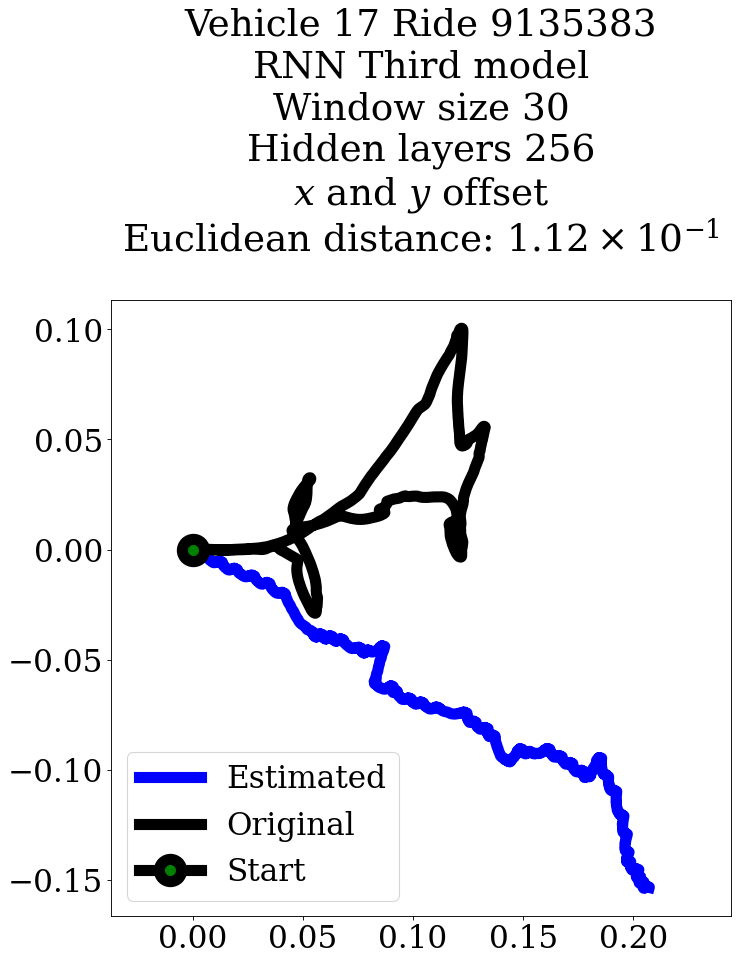 Vehicle 17 Ride 9135383
RNN Third model
Window size 30
Hidden layers 256
x and y offset
Euclidean distance: 1.12 × 10⁻¹
0.10
0.05
0.00
−0.05
−0.10
−0.15
Estimated
Original
Start
0.00 0.05 0.10 0.15 0.20